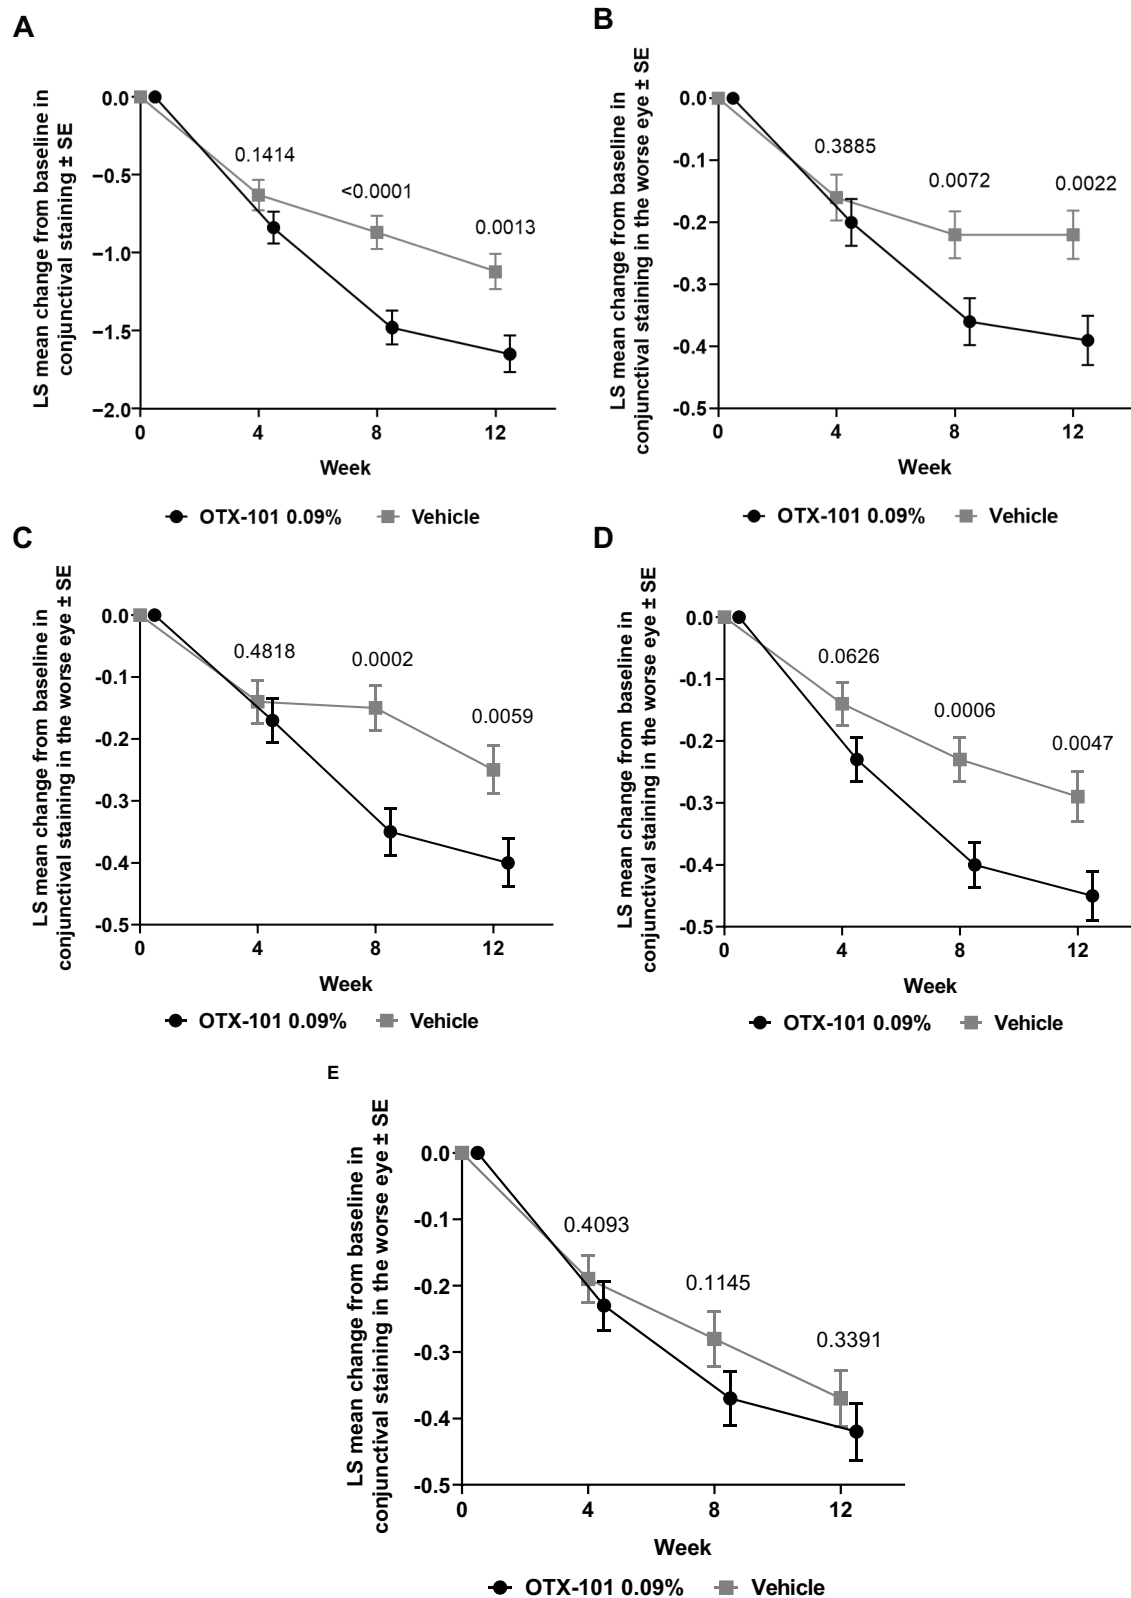 A
LS mean change from baseline in
conjunctival staining ± SE
0.0
−0.5
−1.0
−1.5
−2.0
0.1414
<0.0001
0.0013
0 4 8 12
Week
OTX-101 0.09% Vehicle
B
LS mean change from baseline in
conjunctival staining in the worse eye ± SE
0.0
-0.1
-0.2
-0.3
-0.4
-0.5
0.3885
0.0072
0.0022
0 4 8 12
Week
OTX-101 0.09% Vehicle
C
LS mean change from baseline in
conjunctival staining in the worse eye ± SE
0.0
-0.1
-0.2
-0.3
-0.4
-0.5
0.4818
0.0002
0.0059
0 4 8 12
Week
OTX-101 0.09% Vehicle
D
LS mean change from baseline in
conjunctival staining in the worse eye ± SE
0.0
-0.1
-0.2
-0.3
-0.4
-0.5
0.0626
0.0006
0.0047
0 4 8 12
Week
OTX-101 0.09% Vehicle
E
LS mean change from baseline in
conjunctival staining in the worse eye ± SE
0.0
-0.1
-0.2
-0.3
-0.4
-0.5
0.4093
0.1145
0.3391
0 4 8 12
Week
OTX-101 0.09% Vehicle